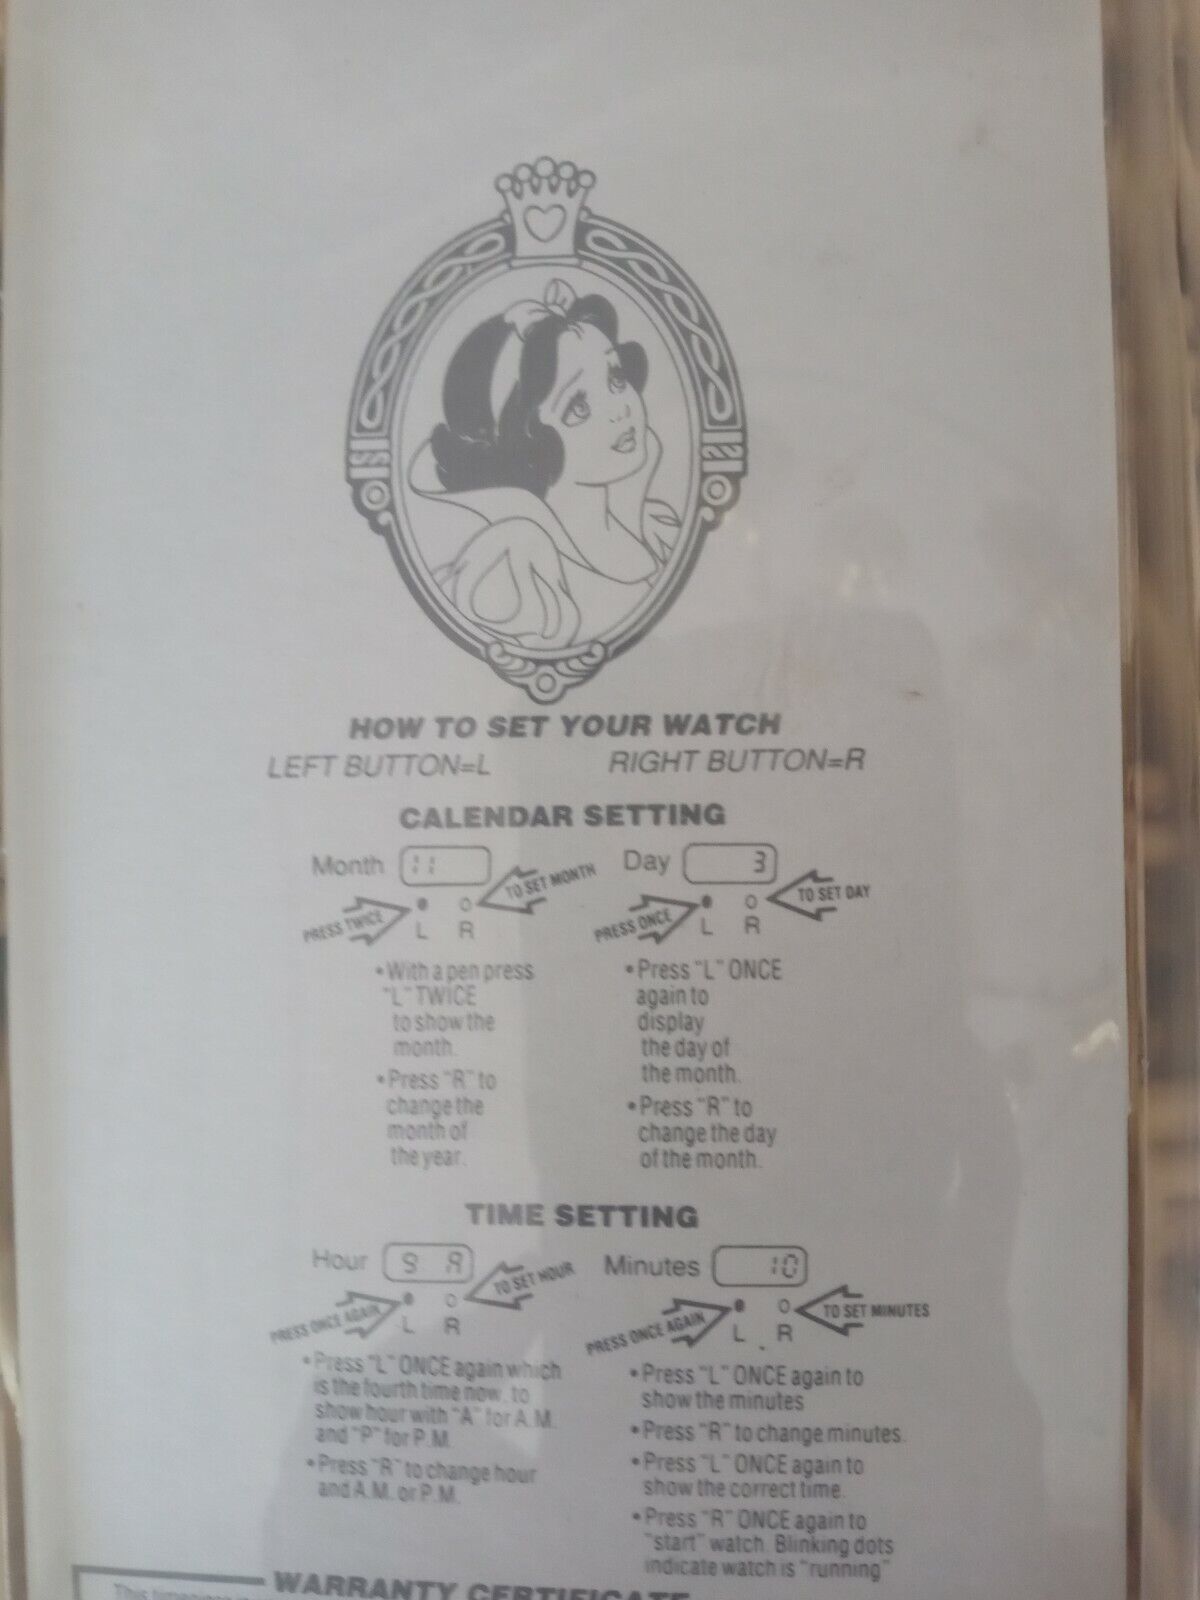 HOW TO SET YOUR WATCH
LEFT BUTTON=L RIGHT BUTTON=R
CALENDAR SETTING
Month 11
TO SET MONTH
PRESS TWICE
L R
•With a pen press
"L" TWICE
to show the
month.
•Press "R" to
change the
month of
the year.
Day 3
TO SET DAY
PRESS ONCE
L R
•Press "L" ONCE
again to
display
the day of
the month.
•Press "R" to
change the day
of the month.
TIME SETTING
Hour 9 A
TO SET HOUR
PRESS ONCE AGAIN
L R
•Press "L" ONCE again which
is the fourth time now, to
show hour with "A" for A.M.
and "P" for P.M.
•Press "R" to change hour
and A.M. or P.M.
Minutes 10
TO SET MINUTES
PRESS ONCE AGAIN
L R
•Press "L" ONCE again to
show the minutes
•Press "R" to change minutes.
•Press "L" ONCE again to
show the correct time.
•Press "R" ONCE again to
"start" watch. Blinking dots
indicate watch is "running"
WARRANTY CERTIFICATE
This timepiece